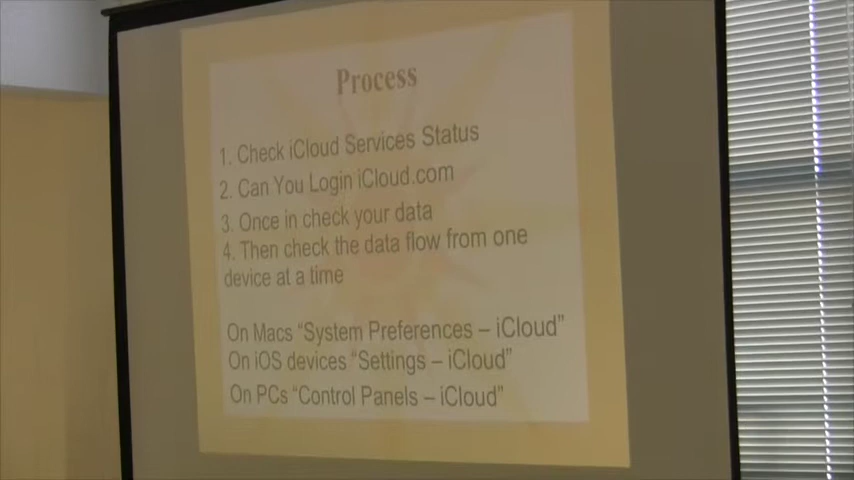 Process
1. Check iCloud Services Status
2. Can You Login iCloud.com
3. Once in check your data
4. Then check the data flow from one
device at a time
On Macs “System Preferences – iCloud”
On iOS devices “Settings – iCloud”
On PCs “Control Panels – iCloud”